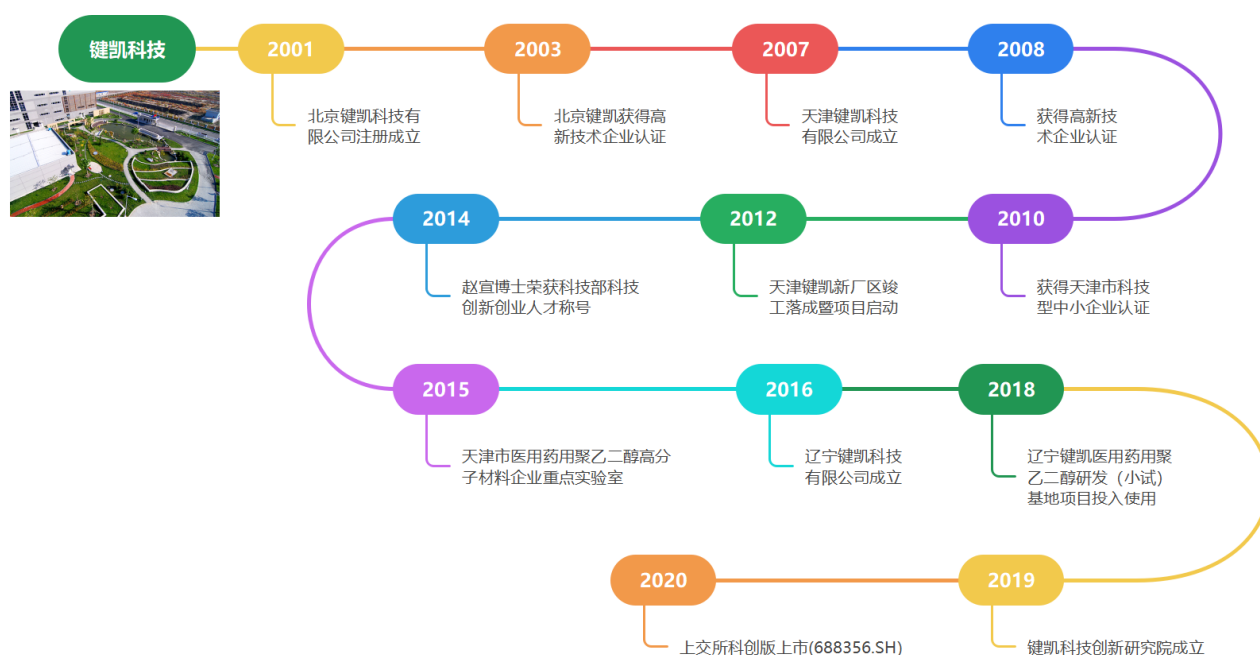 键凯科技
2001
北京键凯科技有
限公司注册成立
2003
北京键凯获得高
新技术企业认证
2007
天津键凯科技
有限公司成立
2008
获得高新技
术企业认证
2010
获得天津市科技
型中小企业认证
2012
天津键凯新厂区竣
工落成暨项目启动
2014
赵宣博士荣获科技部科技
创新创业人才称号
2015
天津市医用药用聚乙二醇高分
子材料企业重点实验室
2016
辽宁键凯科技
有限公司成立
2018
辽宁键凯医用药用聚
乙二醇研发（小试）
基地项目投入使用
2019
键凯科技创新研究院成立
2020
上交所科创版上市(688356.SH)